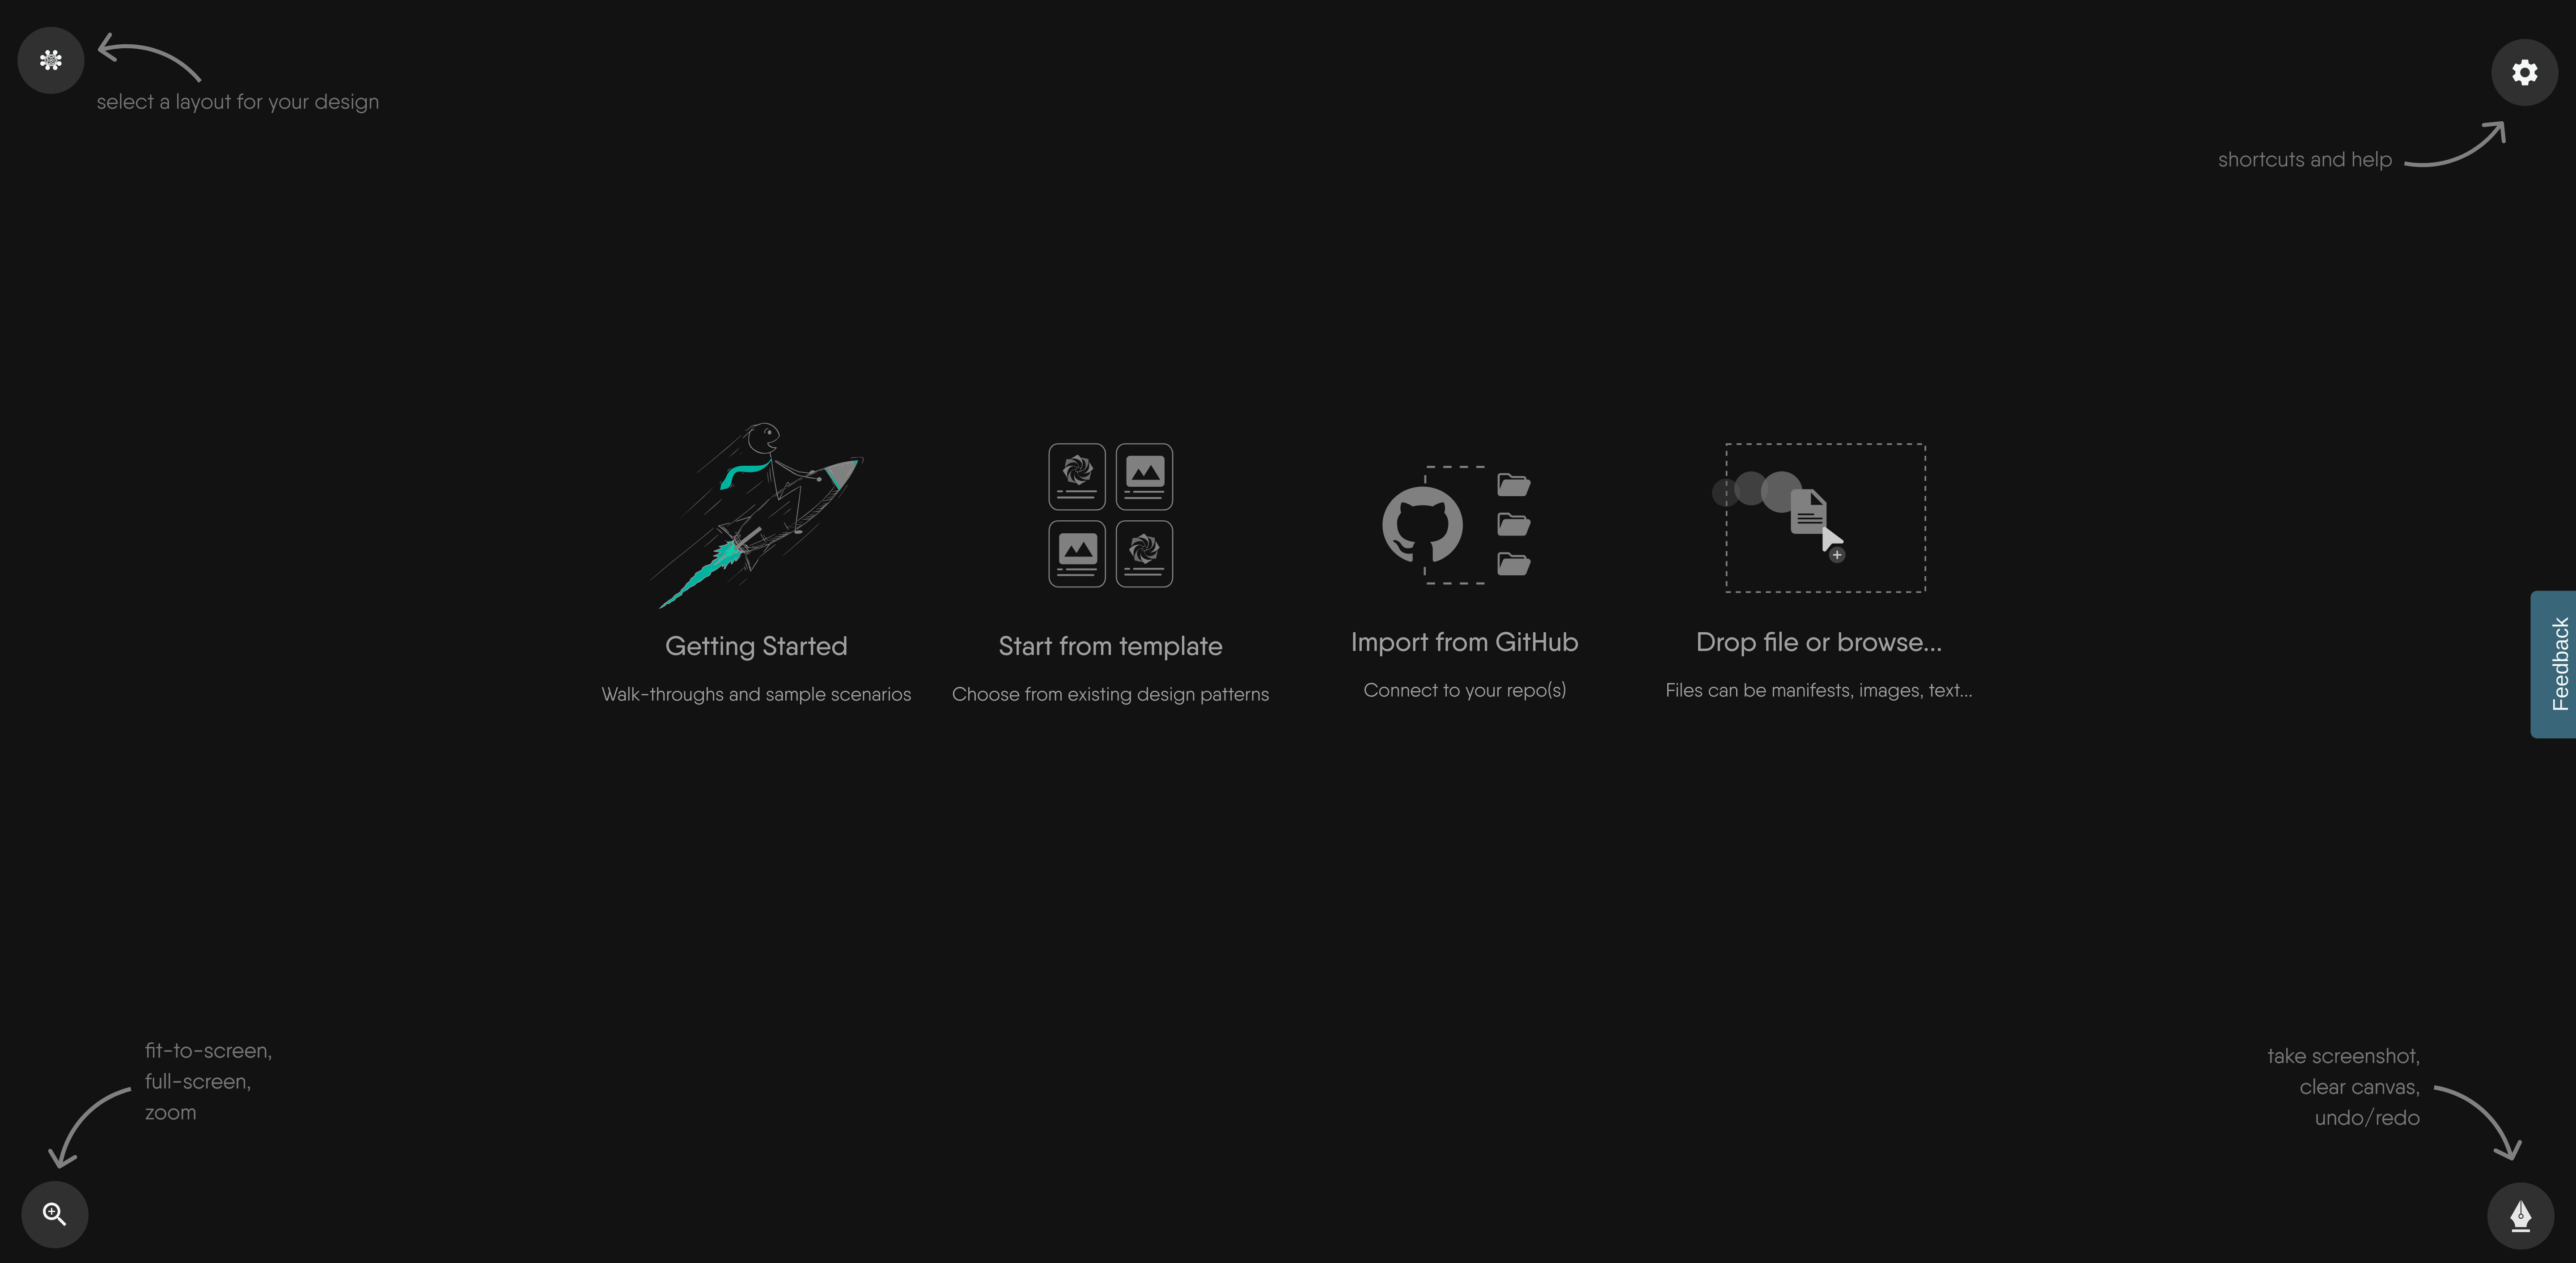 select a layout for your design
shortcuts and help
Getting Started
Walk-throughs and sample scenarios
Start from template
Choose from existing design patterns
Import from GitHub
Connect to your repo(s)
Drop file or browse...
Files can be manifests, images, text...
Feedback
fit-to-screen,
full-screen,
zoom
take screenshot,
clear canvas,
undo/redo